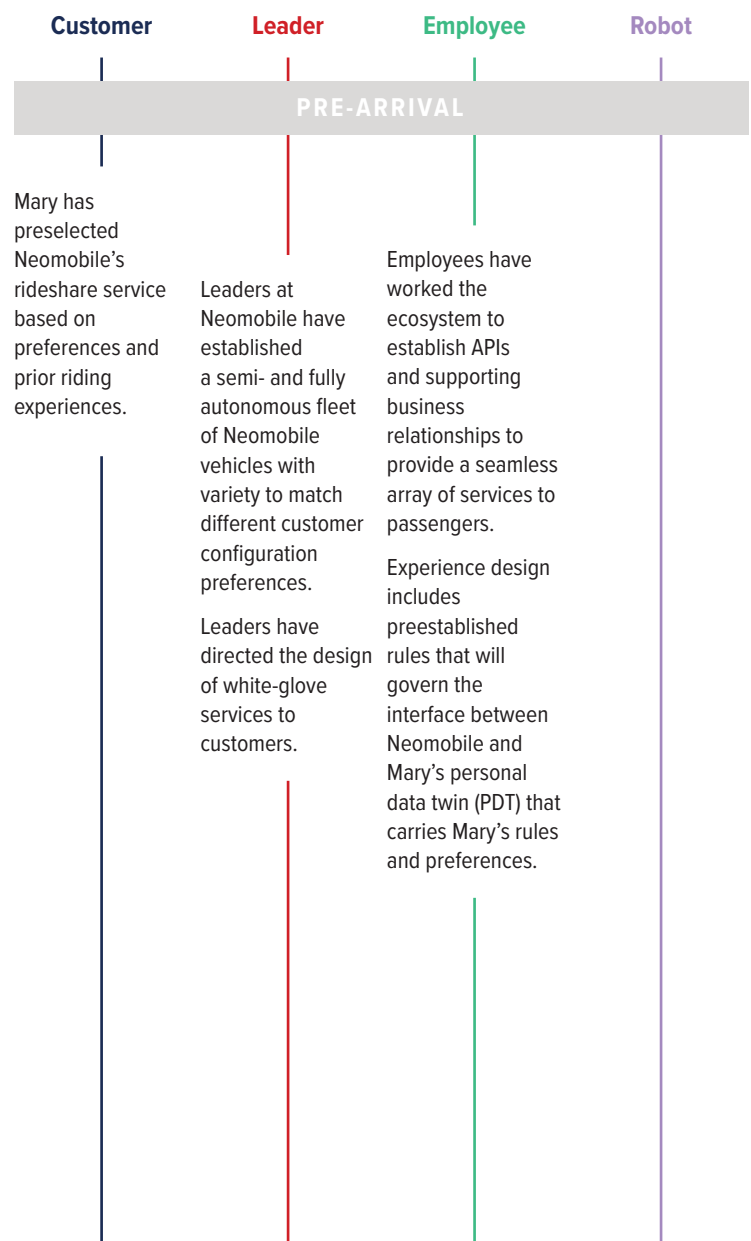 Customer
Leader
Employee
Robot
PRE-ARRIVAL
Mary has
preselected
Neomobile's
rideshare service
based on
preferences and
prior riding
experiences.
Leaders at
Neomobile have
established
a semi- and fully
autonomous fleet
of Neomobile
vehicles with
variety to match
different customer
configuration
preferences.
Leaders have
directed the design
of white-glove
services to
customers.
Employees have
worked the
ecosystem to
establish APIs
and supporting
business
relationships to
provide a seamless
array of services to
passengers.
Experience design
includes
preestablished
rules that will
govern the
interface between
Neomobile and
Mary's personal
data twin (PDT) that
carries Mary's rules
and preferences.